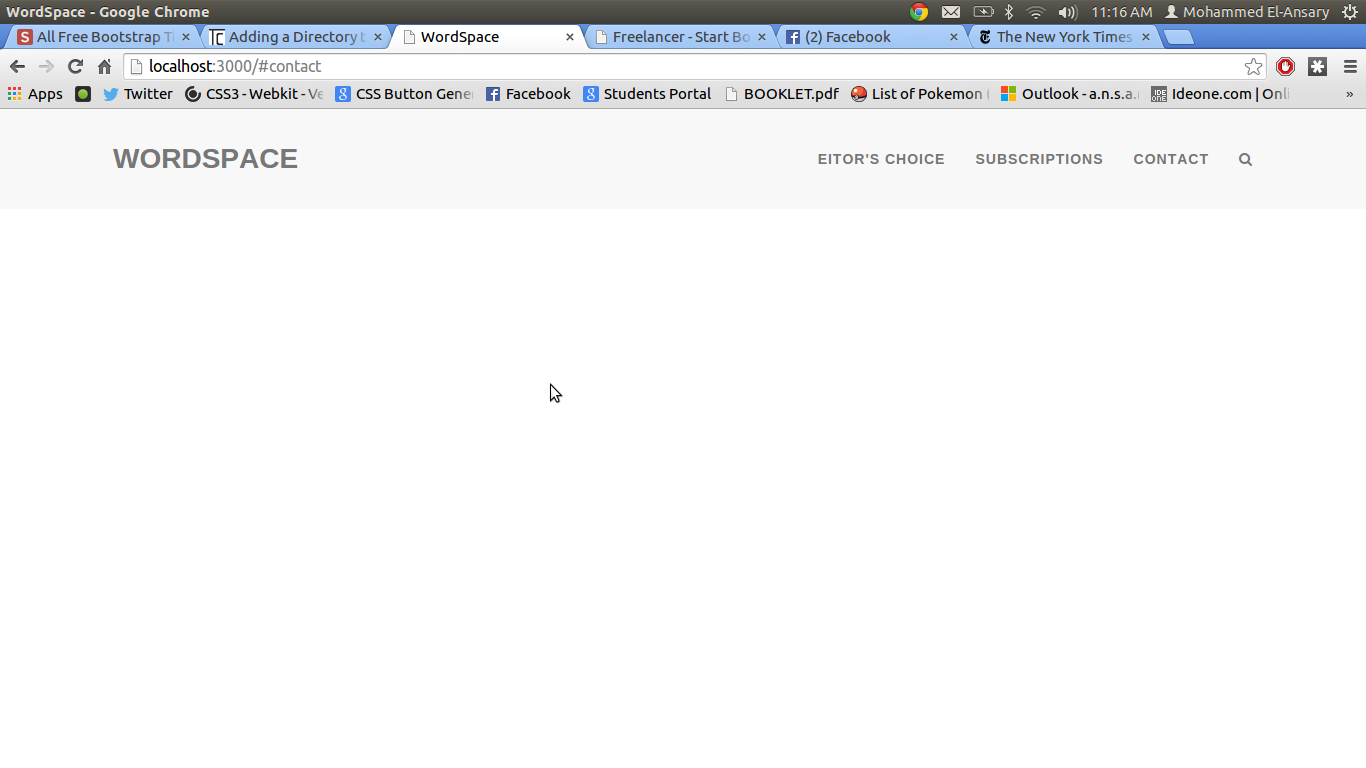 WordSpace - Google Chrome
11:16 AM Mohammed El-Ansary
All Free Bootstrap T
Adding a Directory t
WordSpace
Freelancer - Start Bo
(2) Facebook
The New York Times
localhost:3000/#contact
Apps Twitter CSS3 - Webkit - Ve CSS Button Gene Facebook Students Portal BOOKLET.pdf List of Pokemon ( Outlook - a.n.s.a. Ideone.com | Onli »
WORDSPACE
EITOR'S CHOICE SUBSCRIPTIONS CONTACT